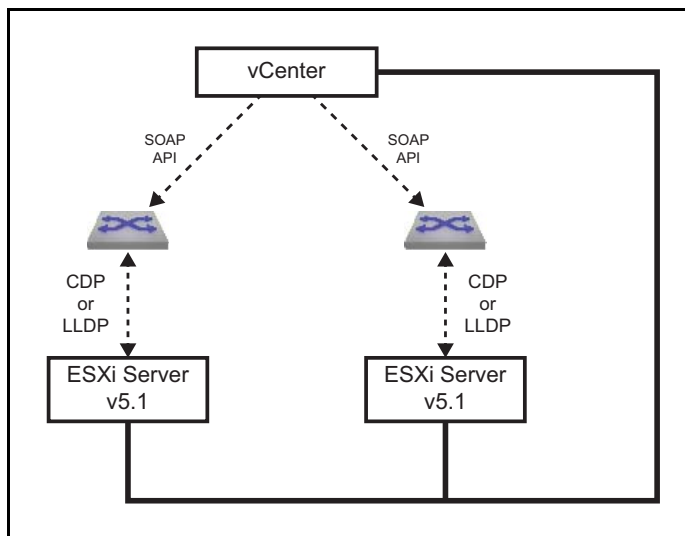 vCenter
SOAP
API
SOAP
API
CDP
or
LLDP
CDP
or
LLDP
ESXi Server
v5.1
ESXi Server
v5.1